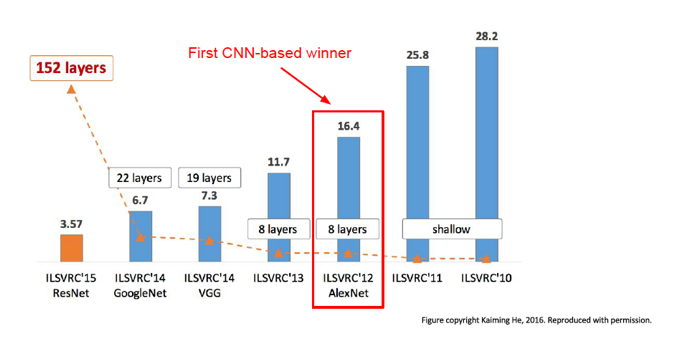 First CNN-based winner
28.2
25.8
152 layers
16.4
11.7
22 layers
19 layers
7.3
6.7
3.57
8 layers
8 layers
shallow
ILSVRC'15
ResNet
ILSVRC'14
GoogleNet
ILSVRC'14
VGG
ILSVRC'13
ILSVRC'12
AlexNet
ILSVRC'11
ILSVRC'10
Figure copyright Kaiming He, 2016. Reproduced with permission.